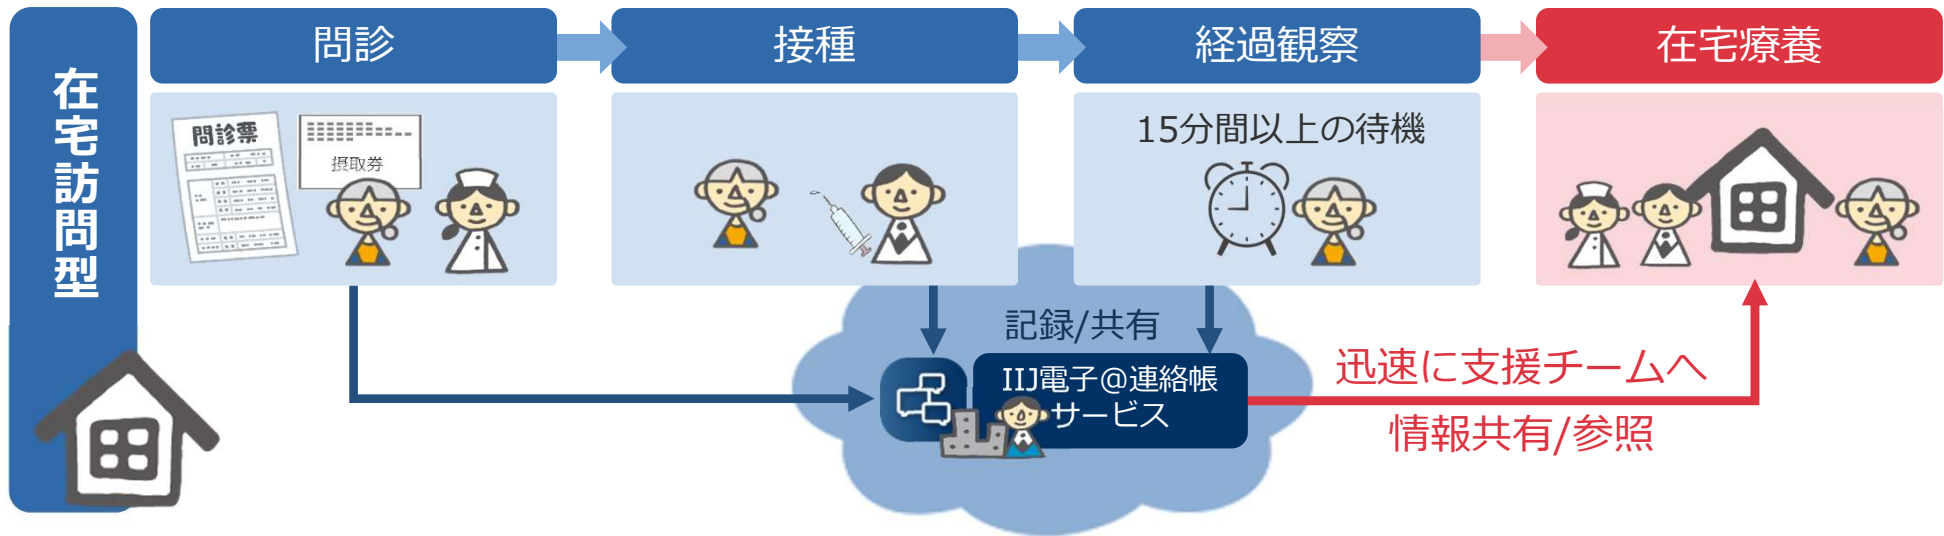 在宅訪問型
問診
接種
経過観察
在宅療養
問診票
摂取券
15分間以上の待機
記録/共有
IIJ電子@連絡帳
サービス
迅速に支援チームへ
情報共有/参照